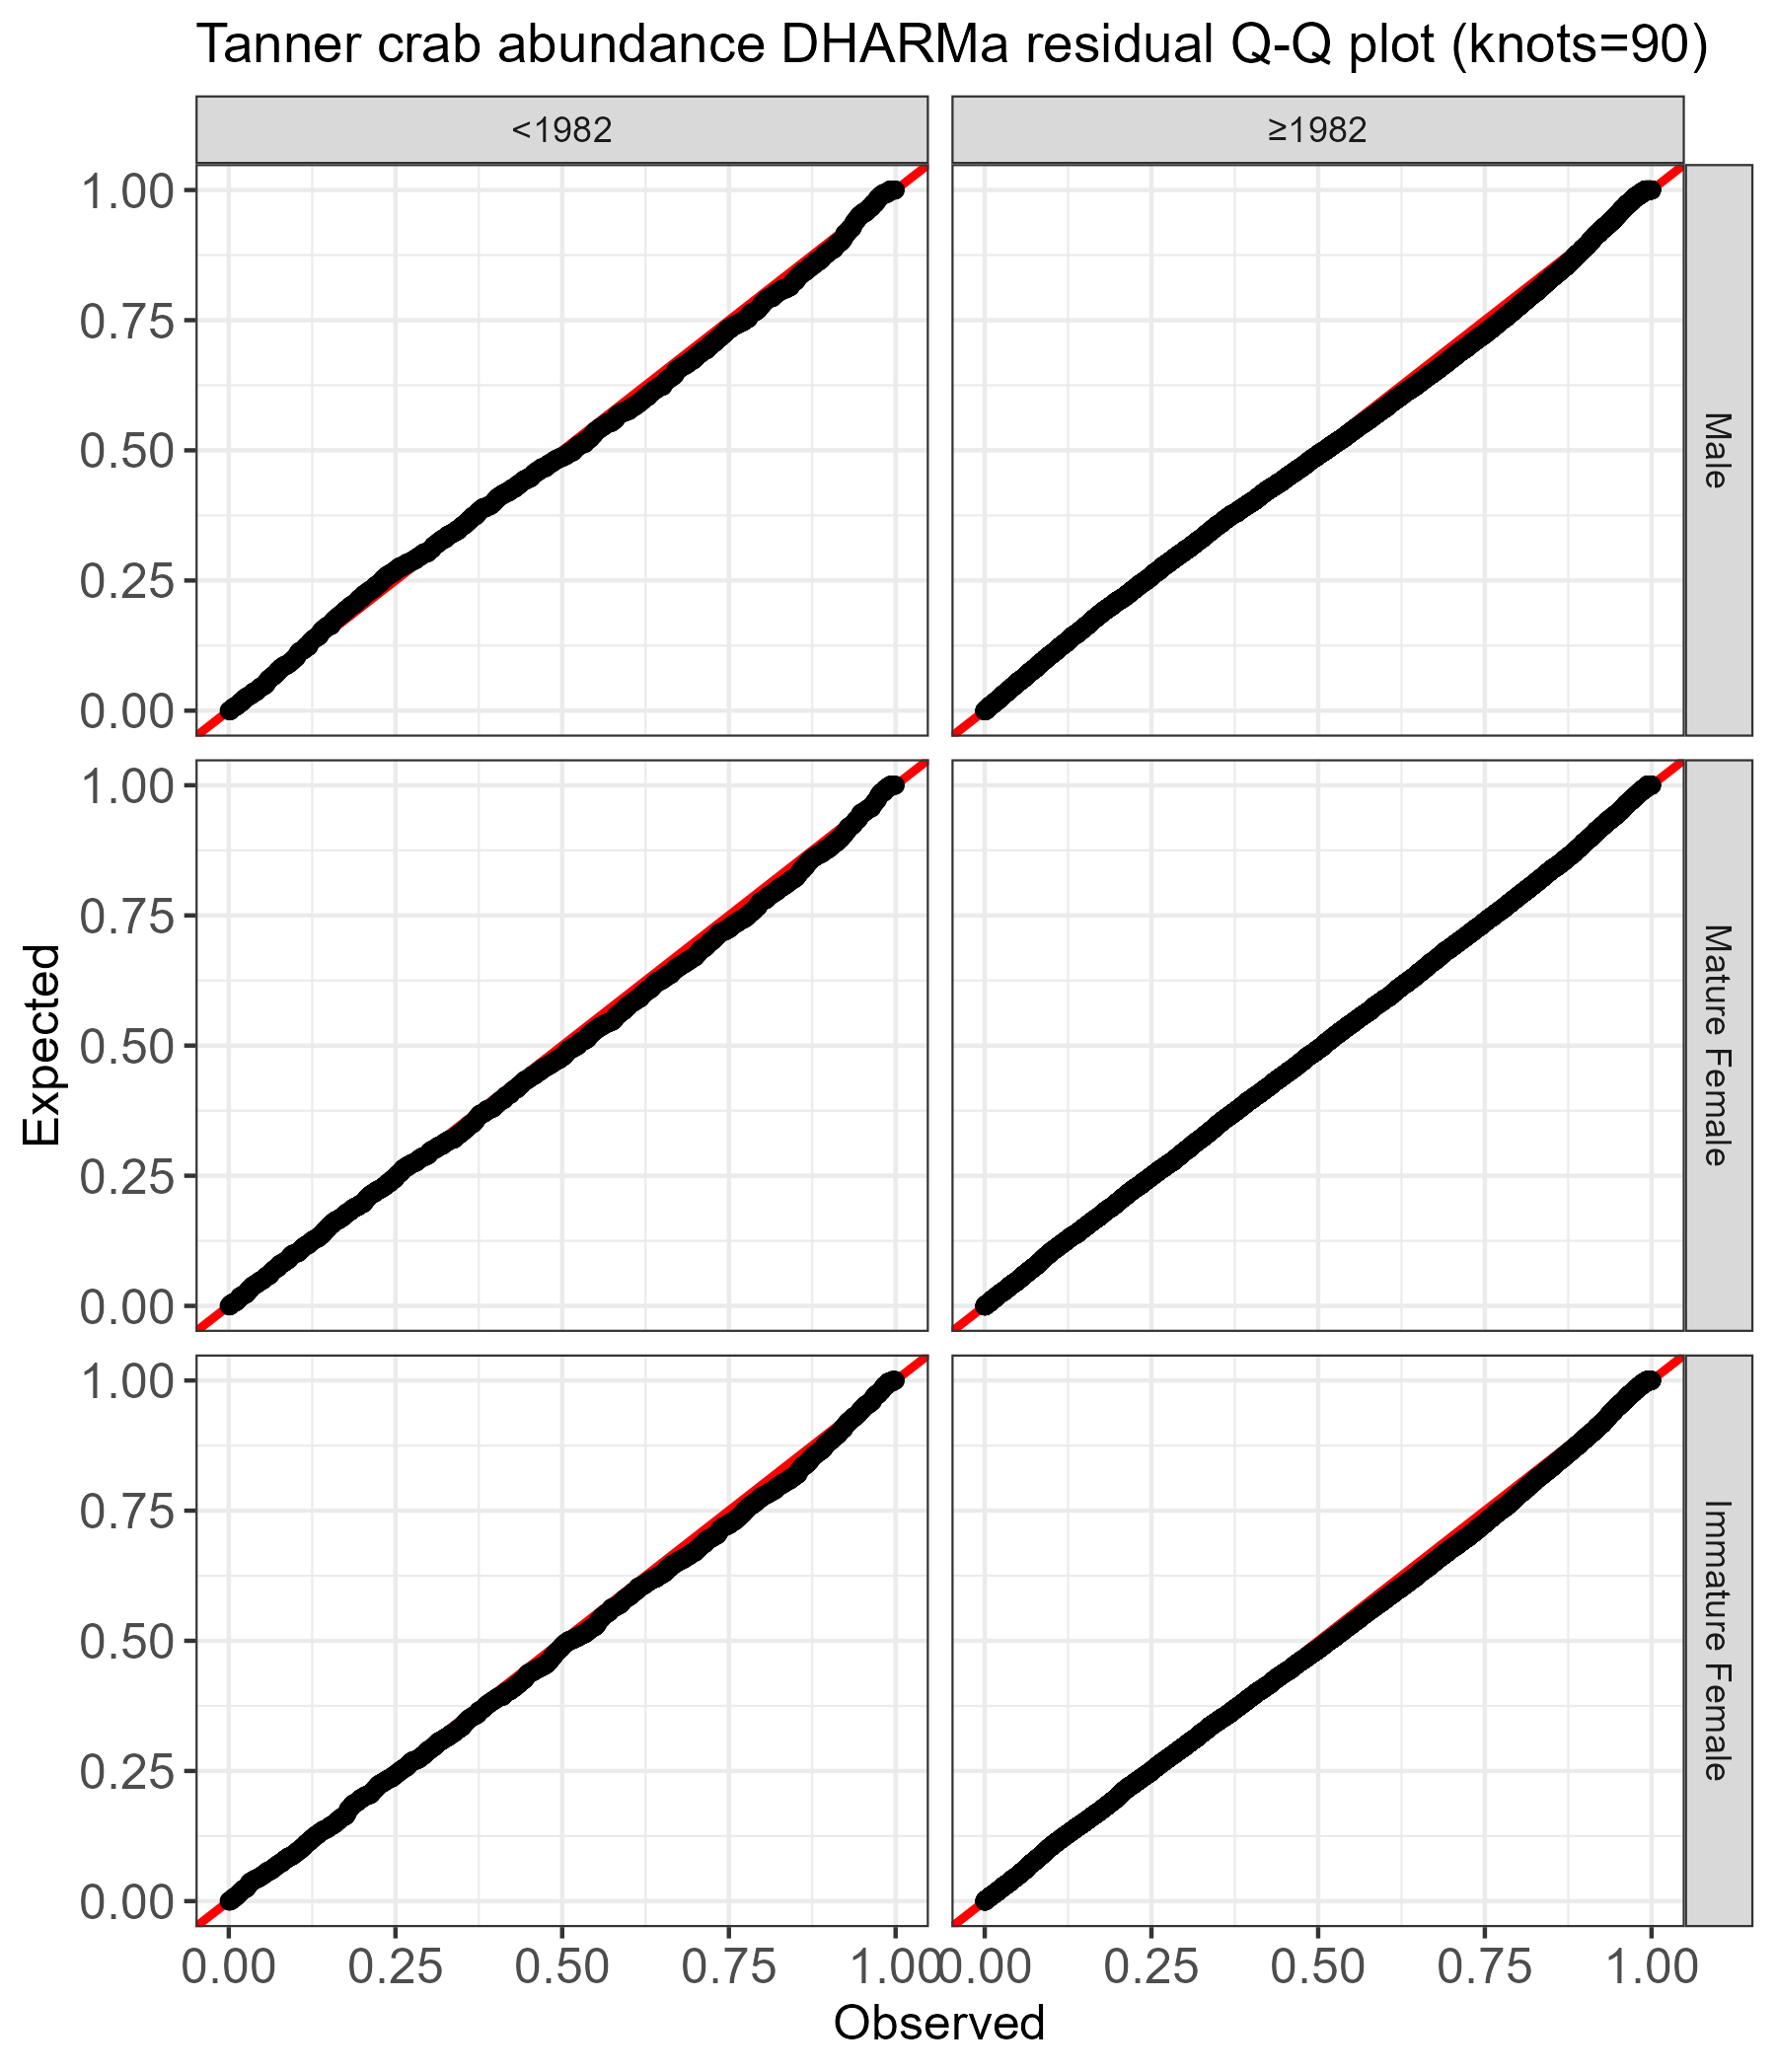 Tanner crab abundance DHARMa residual Q-Q plot (knots=90)
<1982
≥1982
1.00
0.75
0.50
0.25
0.00
Male
1.00
0.75
0.50
0.25
0.00
Mature Female
Expected
1.00
0.75
0.50
0.25
0.00
Immature Female
0.00 0.25 0.50 0.75 1.00 0.00 0.25 0.50 0.75 1.00
Observed